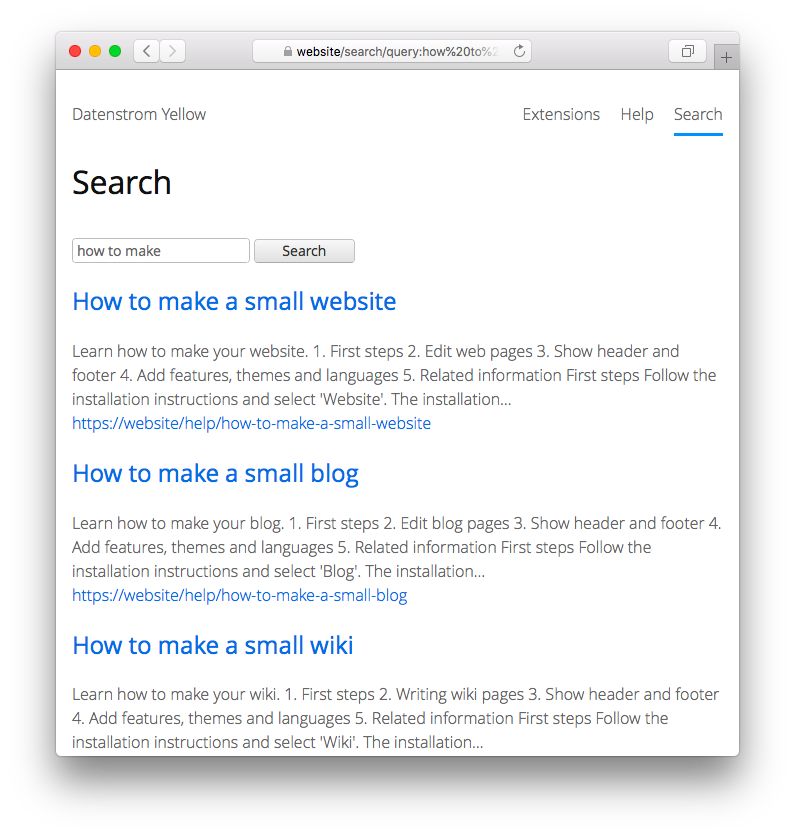 website/search/query:how%20to%2
Datenstrom Yellow
Extensions
Help
Search
Search
how to make
Search
How to make a small website
Learn how to make your website. 1. First steps 2. Edit web pages 3. Show header and
footer 4. Add features, themes and languages 5. Related information First steps Follow the
installation instructions and select 'Website'. The installation...
https://website/help/how-to-make-a-small-website
How to make a small blog
Learn how to make your blog. 1. First steps 2. Edit blog pages 3. Show header and footer 4.
Add features, themes and languages 5. Related information First steps Follow the
installation instructions and select 'Blog'. The installation...
https://website/help/how-to-make-a-small-blog
How to make a small wiki
Learn how to make your wiki. 1. First steps 2. Writing wiki pages 3. Show header and footer
4. Add features, themes and languages 5. Related information First steps Follow the
installation instructions and select 'Wiki'. The installation...